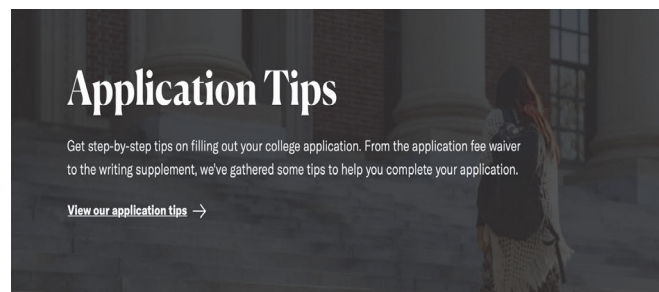 Application Tips
Get step-by-step tips on filling out your college application. From the application fee waiver
to the writing supplement, we've gathered some tips to help you complete your application.
View our application tips →